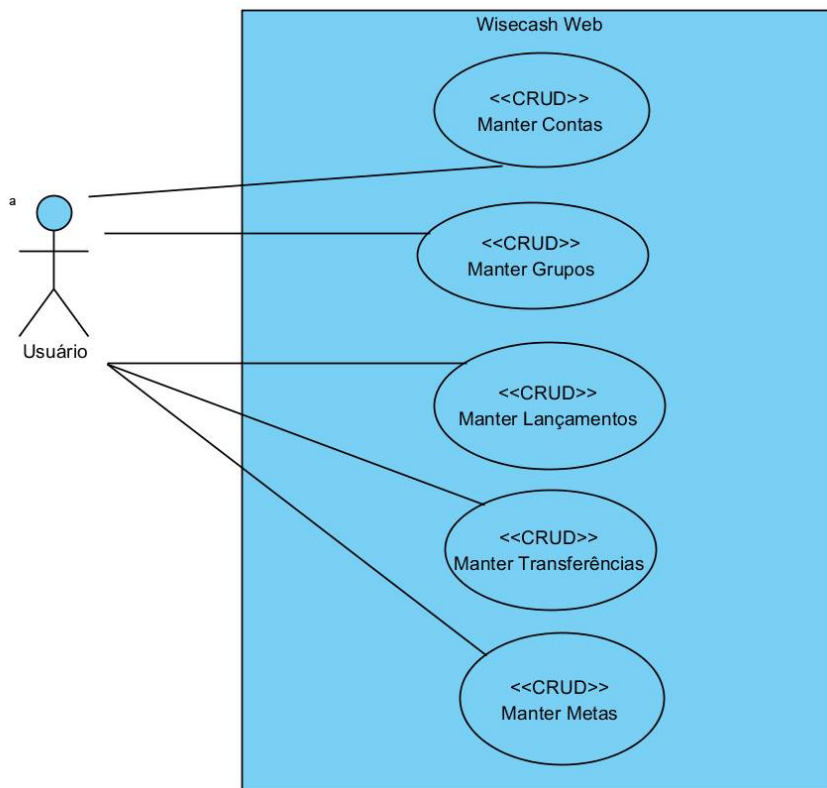 Wisecash Web
<<CRUD>>
Manter Contas
a
<<CRUD>>
Manter Grupos
Usuário
<<CRUD>>
Manter Lançamentos
<<CRUD>>
Manter Transferências
<<CRUD>>
Manter Metas